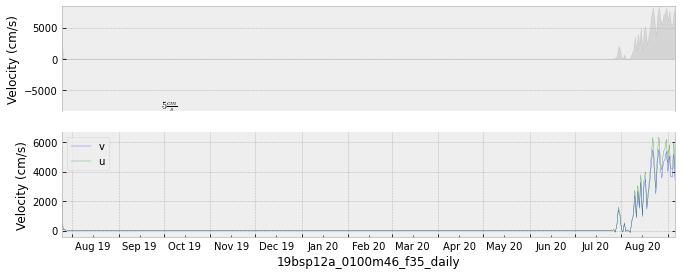 Velocity (cm/s)
5000
0
−5000
5 cm/s
Velocity (cm/s)
6000
4000
2000
0
v
u
Aug 19 Sep 19 Oct 19 Nov 19 Dec 19 Jan 20 Feb 20 Mar 20 Apr 20 May 20 Jun 20 Jul 20 Aug 20
19bsp12a_0100m46_f35_daily